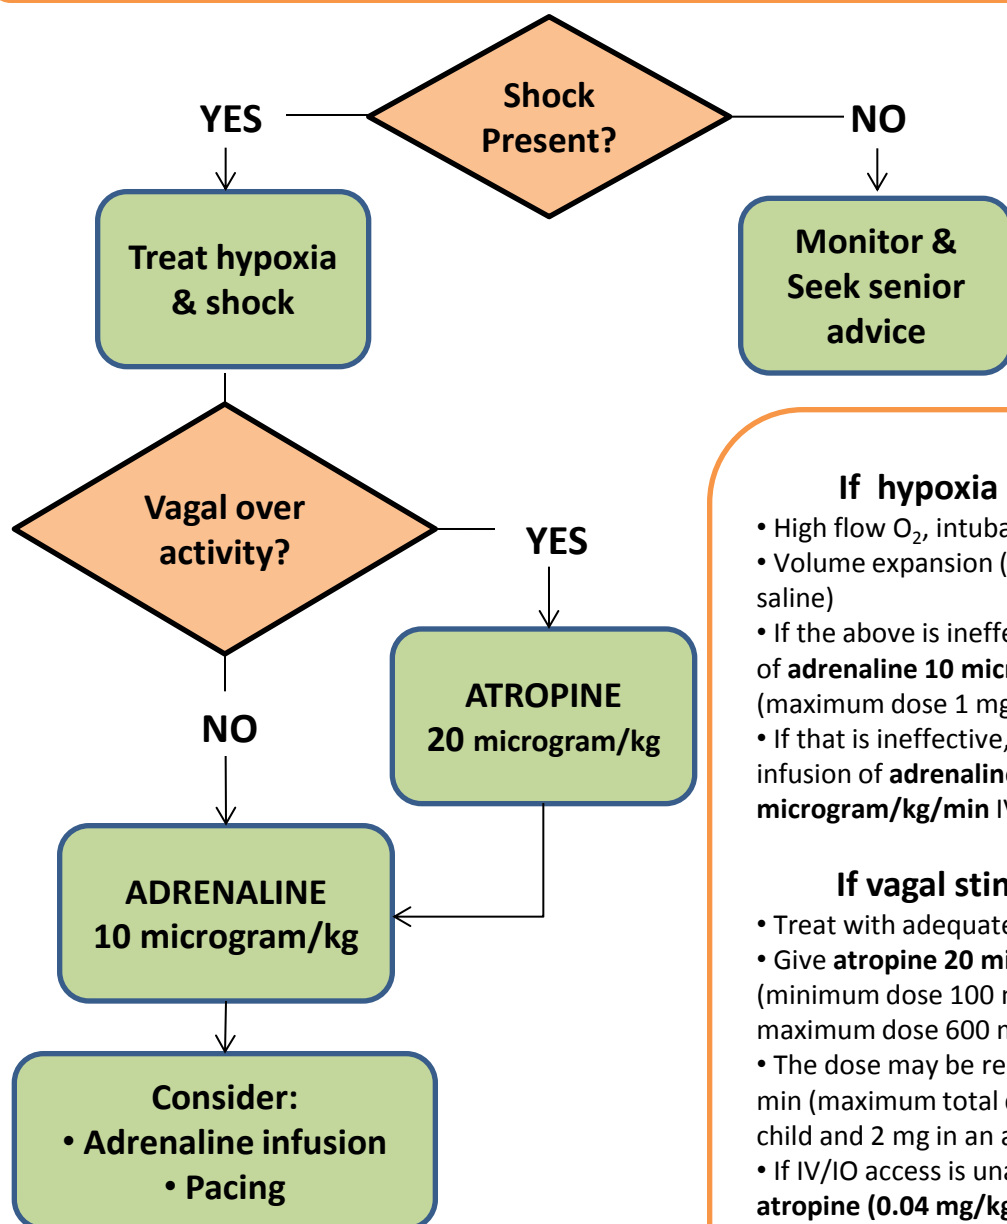 Shock
Present?
YES
NO
Treat hypoxia
& shock
Monitor &
Seek senior
advice
Vagal over
activity?
YES
NO
ATROPINE
20 microgram/kg
ADRENALINE
10 microgram/kg
Consider:
• Adrenaline infusion
• Pacing
If hypoxia
• High flow O₂, intuba
• Volume expansion (
saline)
• If the above is ineffe
of adrenaline 10 micr
(maximum dose 1 mg
• If that is ineffective,
infusion of adrenaline
microgram/kg/min IV
If vagal stim
• Treat with adequate
• Give atropine 20 mi
(minimum dose 100 m
maximum dose 600 m
• The dose may be re
min (maximum total
child and 2 mg in an a
• If IV/IO access is una
atropine (0.04 mg/kg